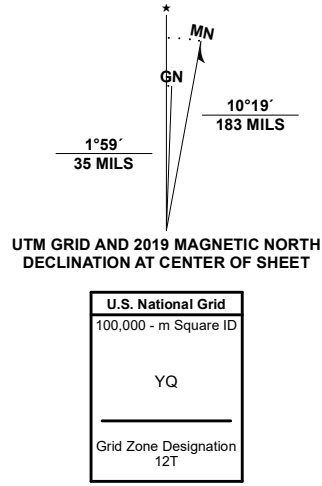 ★
MN
GN
10°19´
183 MILS
1°59´
35 MILS
UTM GRID AND 2019 MAGNETIC NORTH
DECLINATION AT CENTER OF SHEET
U.S. National Grid
100,000 - m Square ID
YQ
Grid Zone Designation
12T